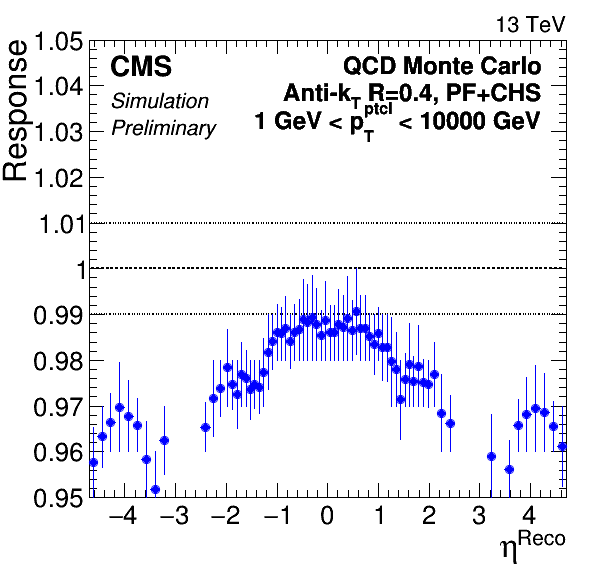 13 TeV
Response
1.05
1.04
1.03
1.02
1.01
1
0.99
0.98
0.97
0.96
0.95
CMS
Simulation
Preliminary
QCD Monte Carlo
Anti-k_T R=0.4, PF+CHS
1 GeV < p_T^ptcl < 10000 GeV
−4 −3 −2 −1 0 1 2 3 4
η^Reco